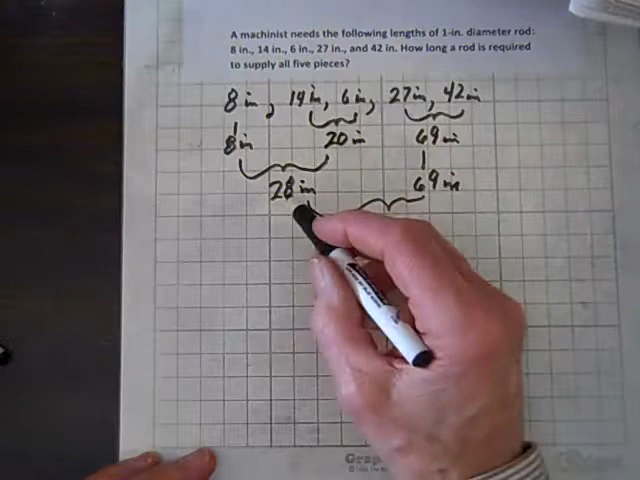 A machinist needs the following lengths of 1-in. diameter rod:
8 in., 14 in., 6 in., 27 in., and 42 in. How long a rod is required
to supply all five pieces?
8 in, 14 in, 6 in, 27 in, 42 in
8 in 20 in 69 in
28 in 69 in